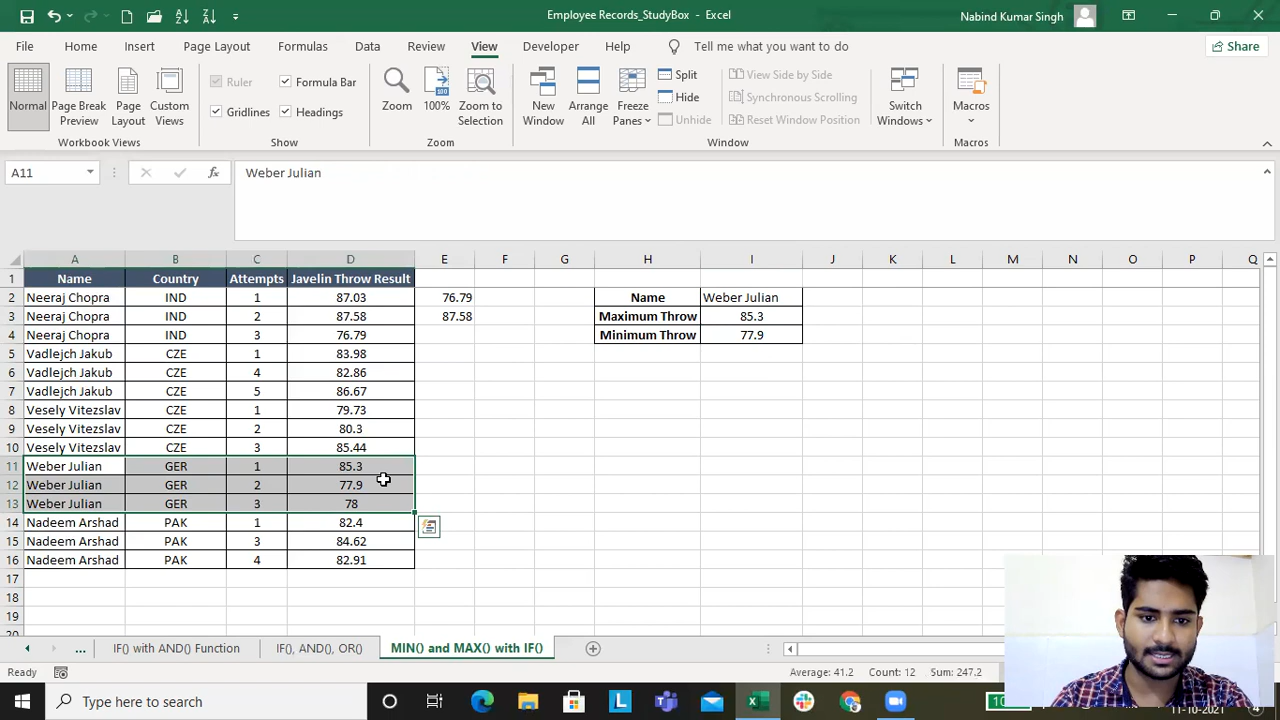 Employee Records_StudyBox - Excel
Nabind Kumar Singh
File Home Insert Page Layout Formulas Data Review View Developer Help Tell me what you want to do Share
Normal
Page Break Preview
Page Layout
Custom Views
Workbook Views
Ruler
Formula Bar
Gridlines
Headings
Show
Zoom
100%
Zoom to Selection
Zoom
New Window
Arrange All
Freeze Panes
Split
Hide
Unhide
View Side by Side
Synchronous Scrolling
Reset Window Position
Window
Switch Windows
Macros
Macros
A11 fx Weber Julian
A B C D E F G H I J K L M N O P Q
1 Name Country Attempts Javelin Throw Result
2 Neeraj Chopra IND 1 87.03 76.79 Name Weber Julian
3 Neeraj Chopra IND 2 87.58 87.58 Maximum Throw 85.3
4 Neeraj Chopra IND 3 76.79 Minimum Throw 77.9
5 Vadlejch Jakub CZE 1 83.98
6 Vadlejch Jakub CZE 4 82.86
7 Vadlejch Jakub CZE 5 86.67
8 Vesely Vitezslav CZE 1 79.73
9 Vesely Vitezslav CZE 2 80.3
10 Vesely Vitezslav CZE 3 85.44
11 Weber Julian GER 1 85.3
12 Weber Julian GER 2 77.9
13 Weber Julian GER 3 78
14 Nadeem Arshad PAK 1 82.4
15 Nadeem Arshad PAK 3 84.62
16 Nadeem Arshad PAK 4 82.91
17
18
19
... IF() with AND() Function IF(), AND(), OR() MIN() and MAX() with IF()
Ready Average: 41.2 Count: 12 Sum: 247.2
Type here to search
11-10-2021